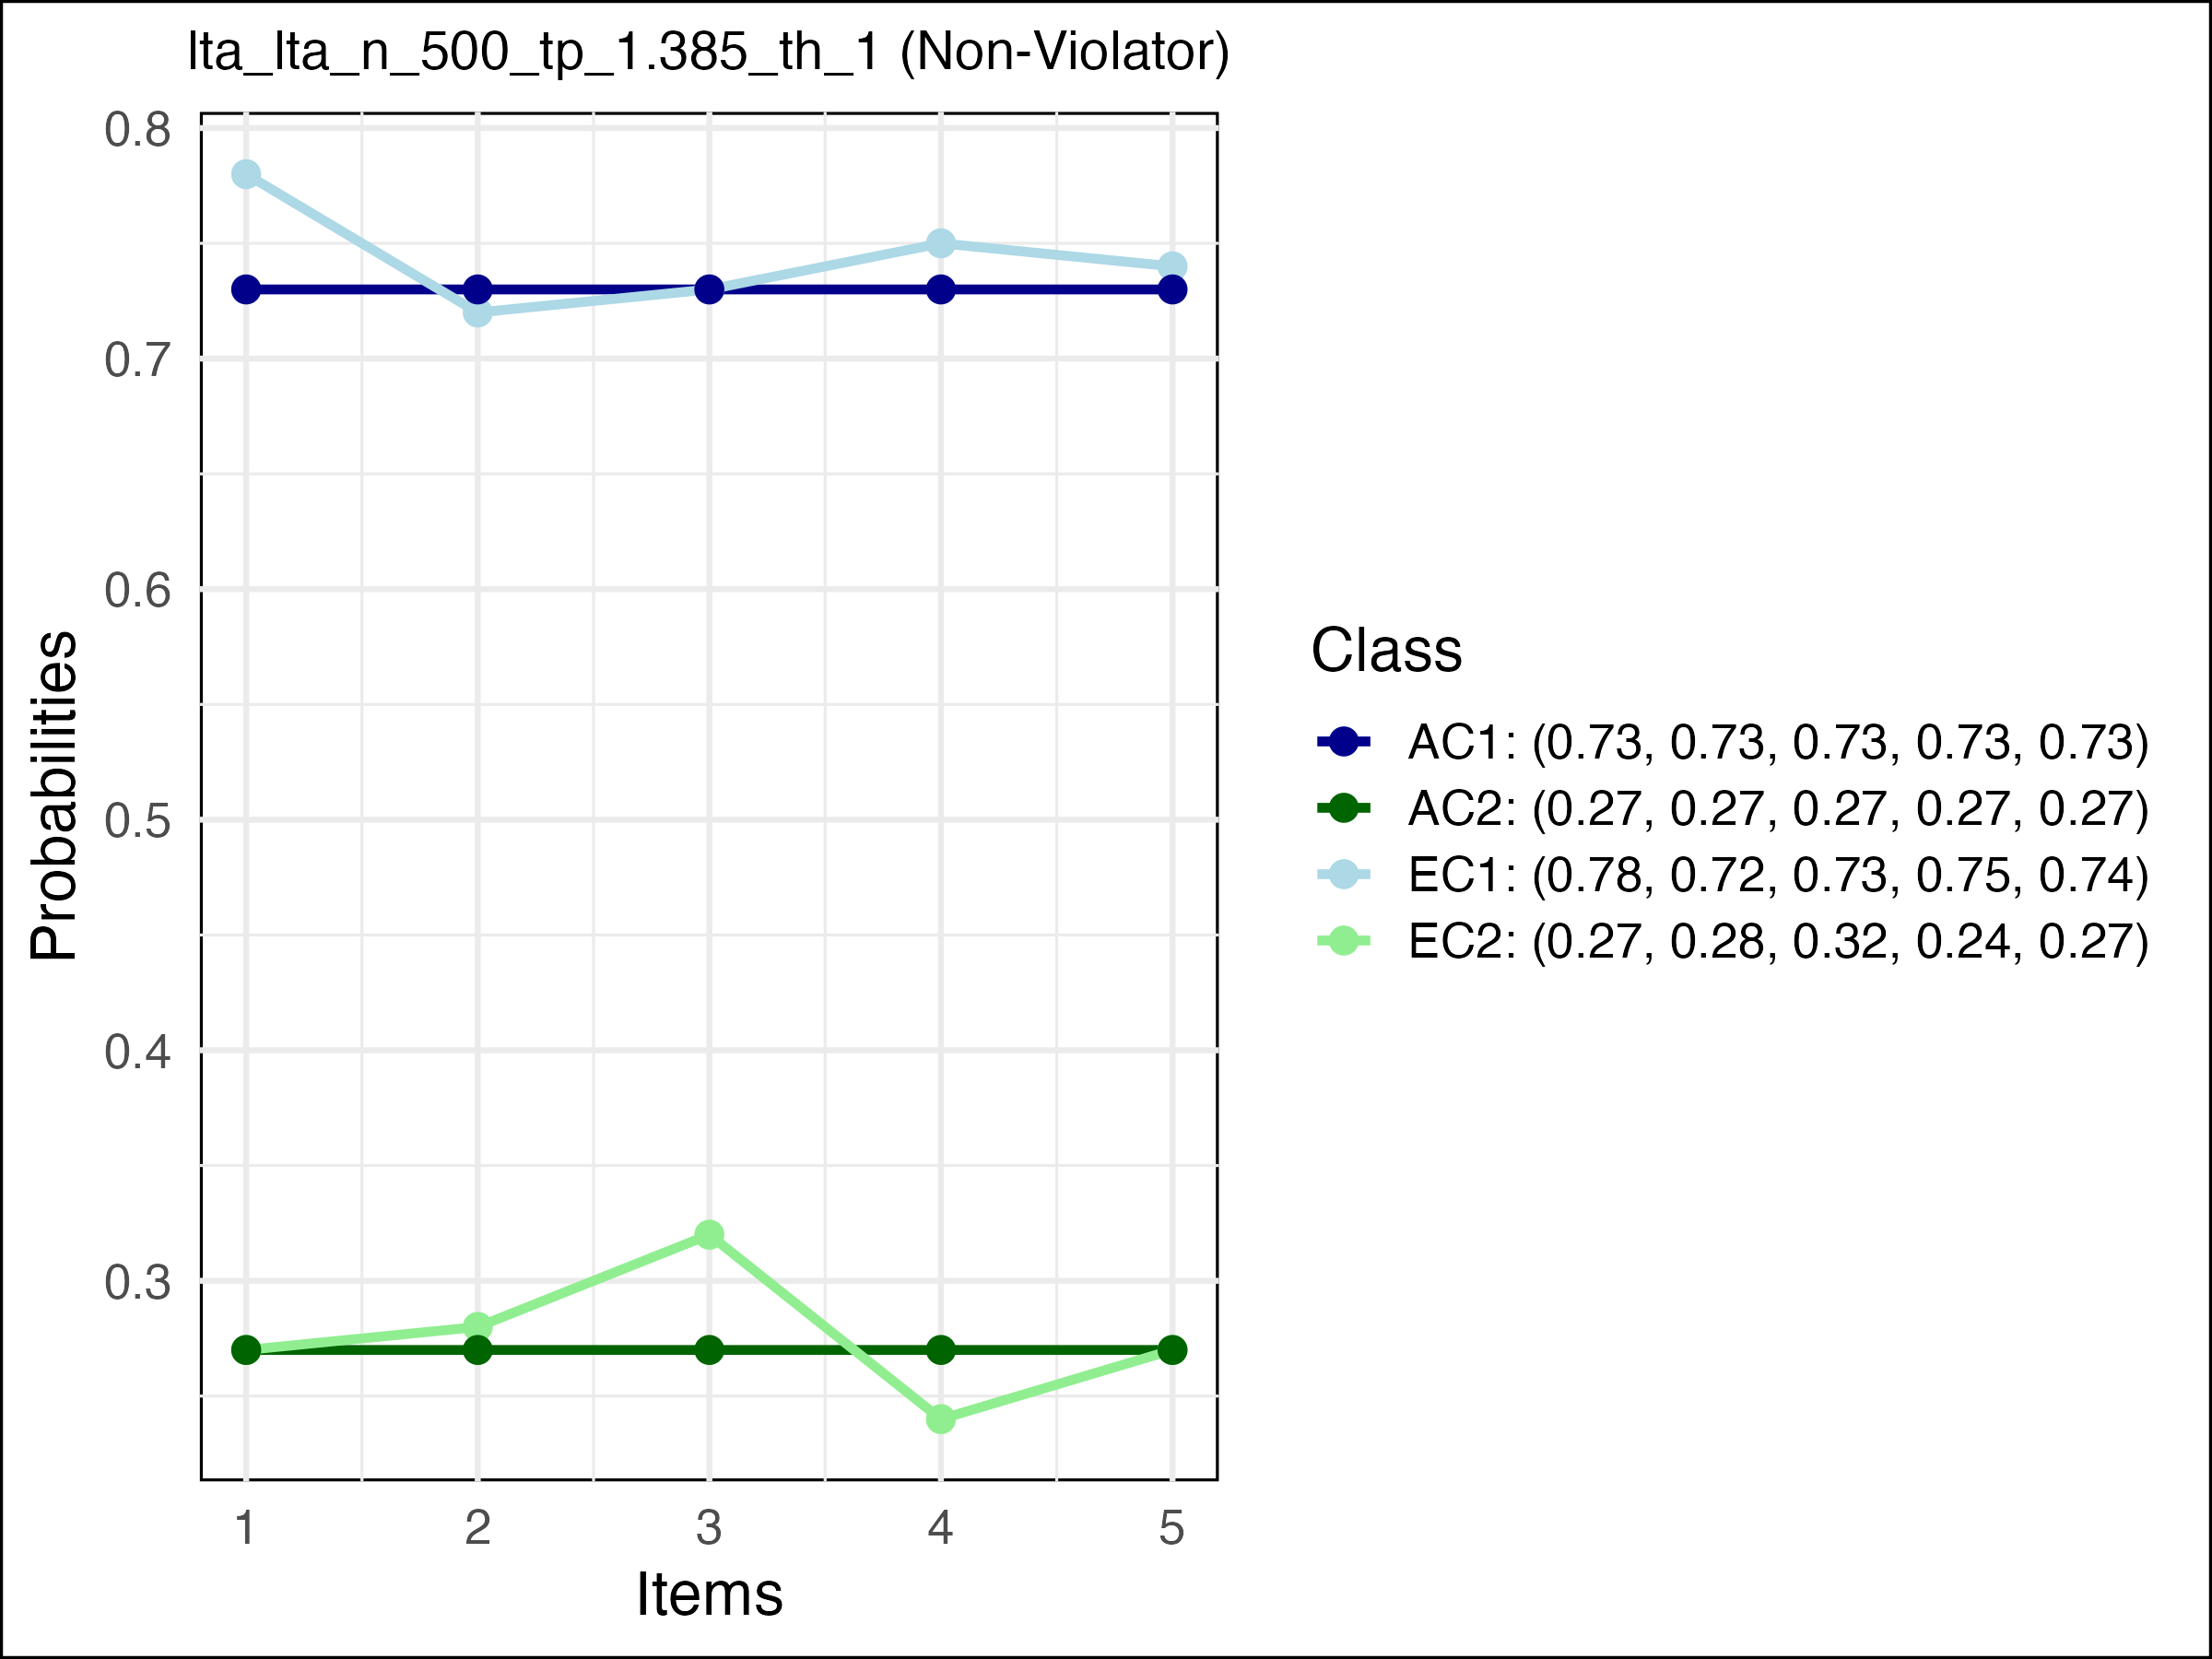 lta_lta_n_500_tp_1.385_th_1 (Non-Violator)
0.8
0.7
0.6
0.5
0.4
0.3
Probabilities
1 2 3 4 5
Items
Class
AC1: (0.73, 0.73, 0.73, 0.73, 0.73)
AC2: (0.27, 0.27, 0.27, 0.27, 0.27)
EC1: (0.78, 0.72, 0.73, 0.75, 0.74)
EC2: (0.27, 0.28, 0.32, 0.24, 0.27)